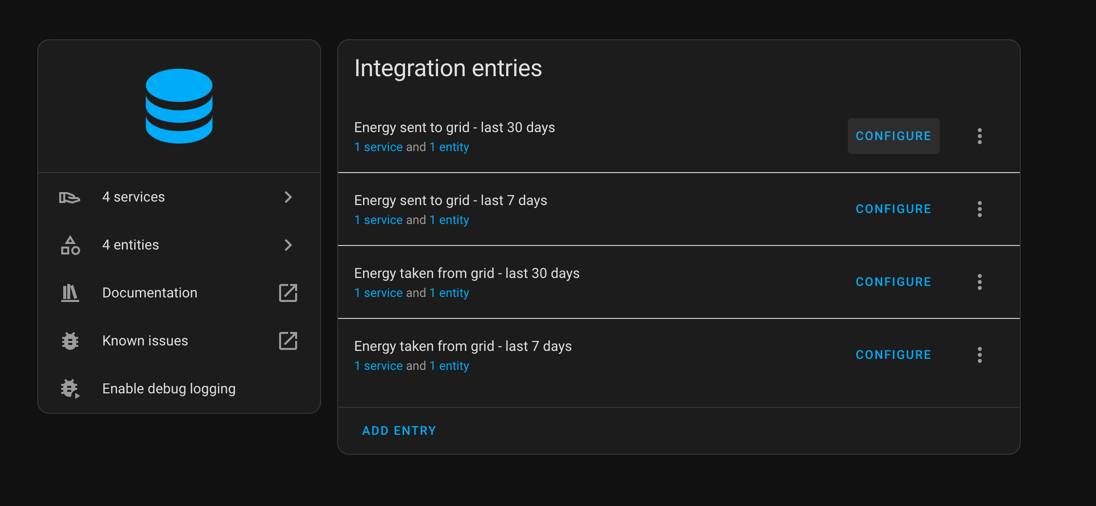 4 services
4 entities
Documentation
Known issues
Enable debug logging
Integration entries
Energy sent to grid - last 30 days
1 service and 1 entity
CONFIGURE
Energy sent to grid - last 7 days
1 service and 1 entity
CONFIGURE
Energy taken from grid - last 30 days
1 service and 1 entity
CONFIGURE
Energy taken from grid - last 7 days
1 service and 1 entity
CONFIGURE
ADD ENTRY